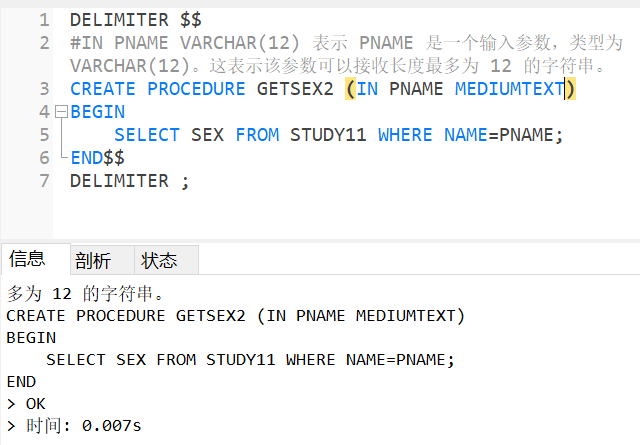 1 DELIMITER $$
2 #IN PNAME VARCHAR(12) 表示 PNAME 是一个输入参数，类型为
VARCHAR(12)。这表示该参数可以接收长度最多为 12 的字符串。
3 CREATE PROCEDURE GETSEX2 (IN PNAME MEDIUMTEXT)
4 BEGIN
5 SELECT SEX FROM STUDY11 WHERE NAME=PNAME;
6 END$$
7 DELIMITER ;
信息 剖析 状态
多为 12 的字符串。
CREATE PROCEDURE GETSEX2 (IN PNAME MEDIUMTEXT)
BEGIN
SELECT SEX FROM STUDY11 WHERE NAME=PNAME;
END
> OK
> 时间: 0.007s